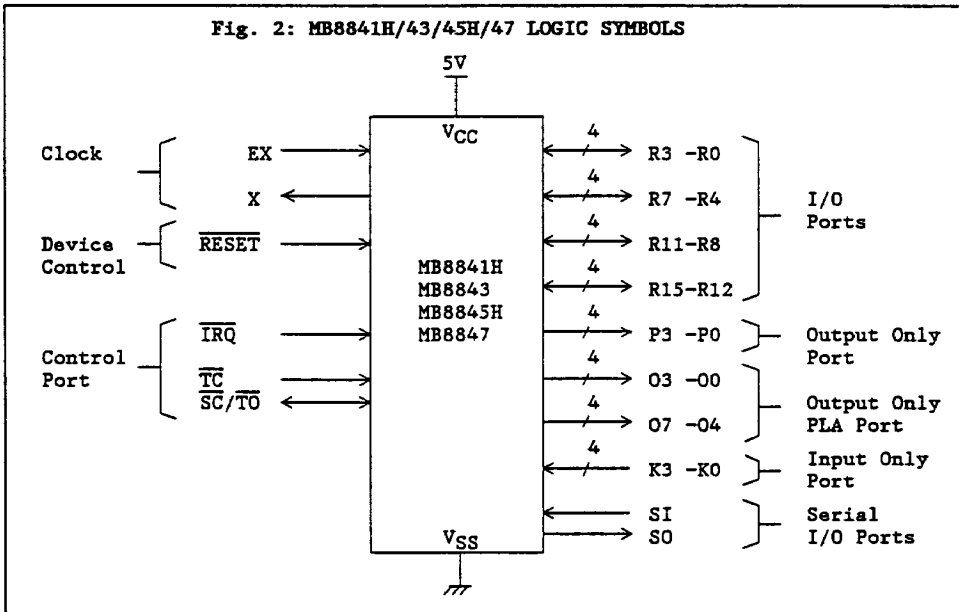 Fig. 2: MB8841H/43/45H/47 LOGIC SYMBOLS
5V
VCC
Clock
EX
X
Device
Control
RESET
Control
Port
IRQ
TC
SC/TO
MB8841H
MB8843
MB8845H
MB8847
4
R3 -R0
4
R7 -R4
4
R11-R8
4
R15-R12
I/O
Ports
4
P3 -P0
Output Only
Port
4
O3 -O0
4
O7 -O4
Output Only
PLA Port
4
K3 -K0
Input Only
Port
SI
SO
Serial
I/O Ports
VSS